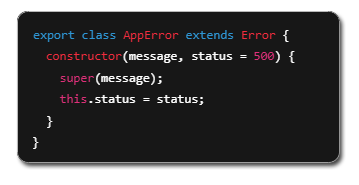 export class AppError extends Error {
  constructor(message, status = 500) {
    super(message);
    this.status = status;
  }
}